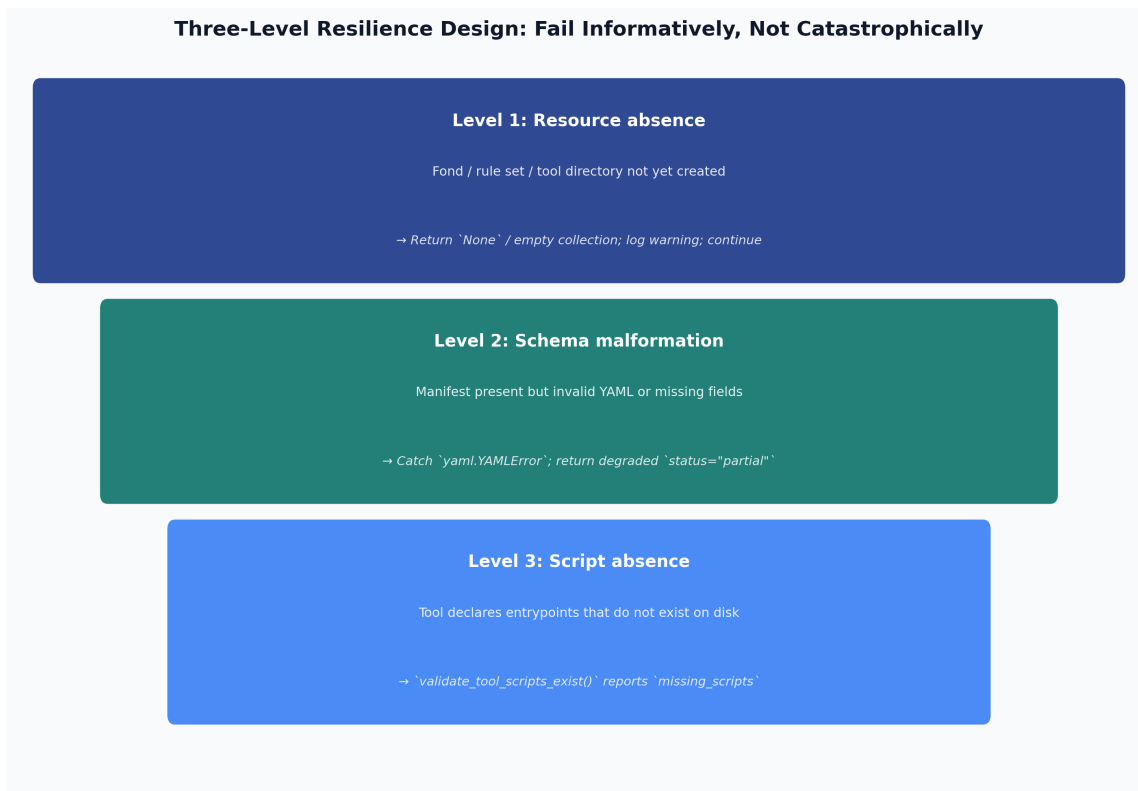 Three-Level Resilience Design: Fail Informatively, Not Catastrophically
Level 1: Resource absence
Fond / rule set / tool directory not yet created
→ Return `None` / empty collection; log warning; continue
Level 2: Schema malformation
Manifest present but invalid YAML or missing fields
→ Catch `yaml.YAMLError`; return degraded `status="partial"`
Level 3: Script absence
Tool declares entrypoints that do not exist on disk
→ `validate_tool_scripts_exist()` reports `missing_scripts`